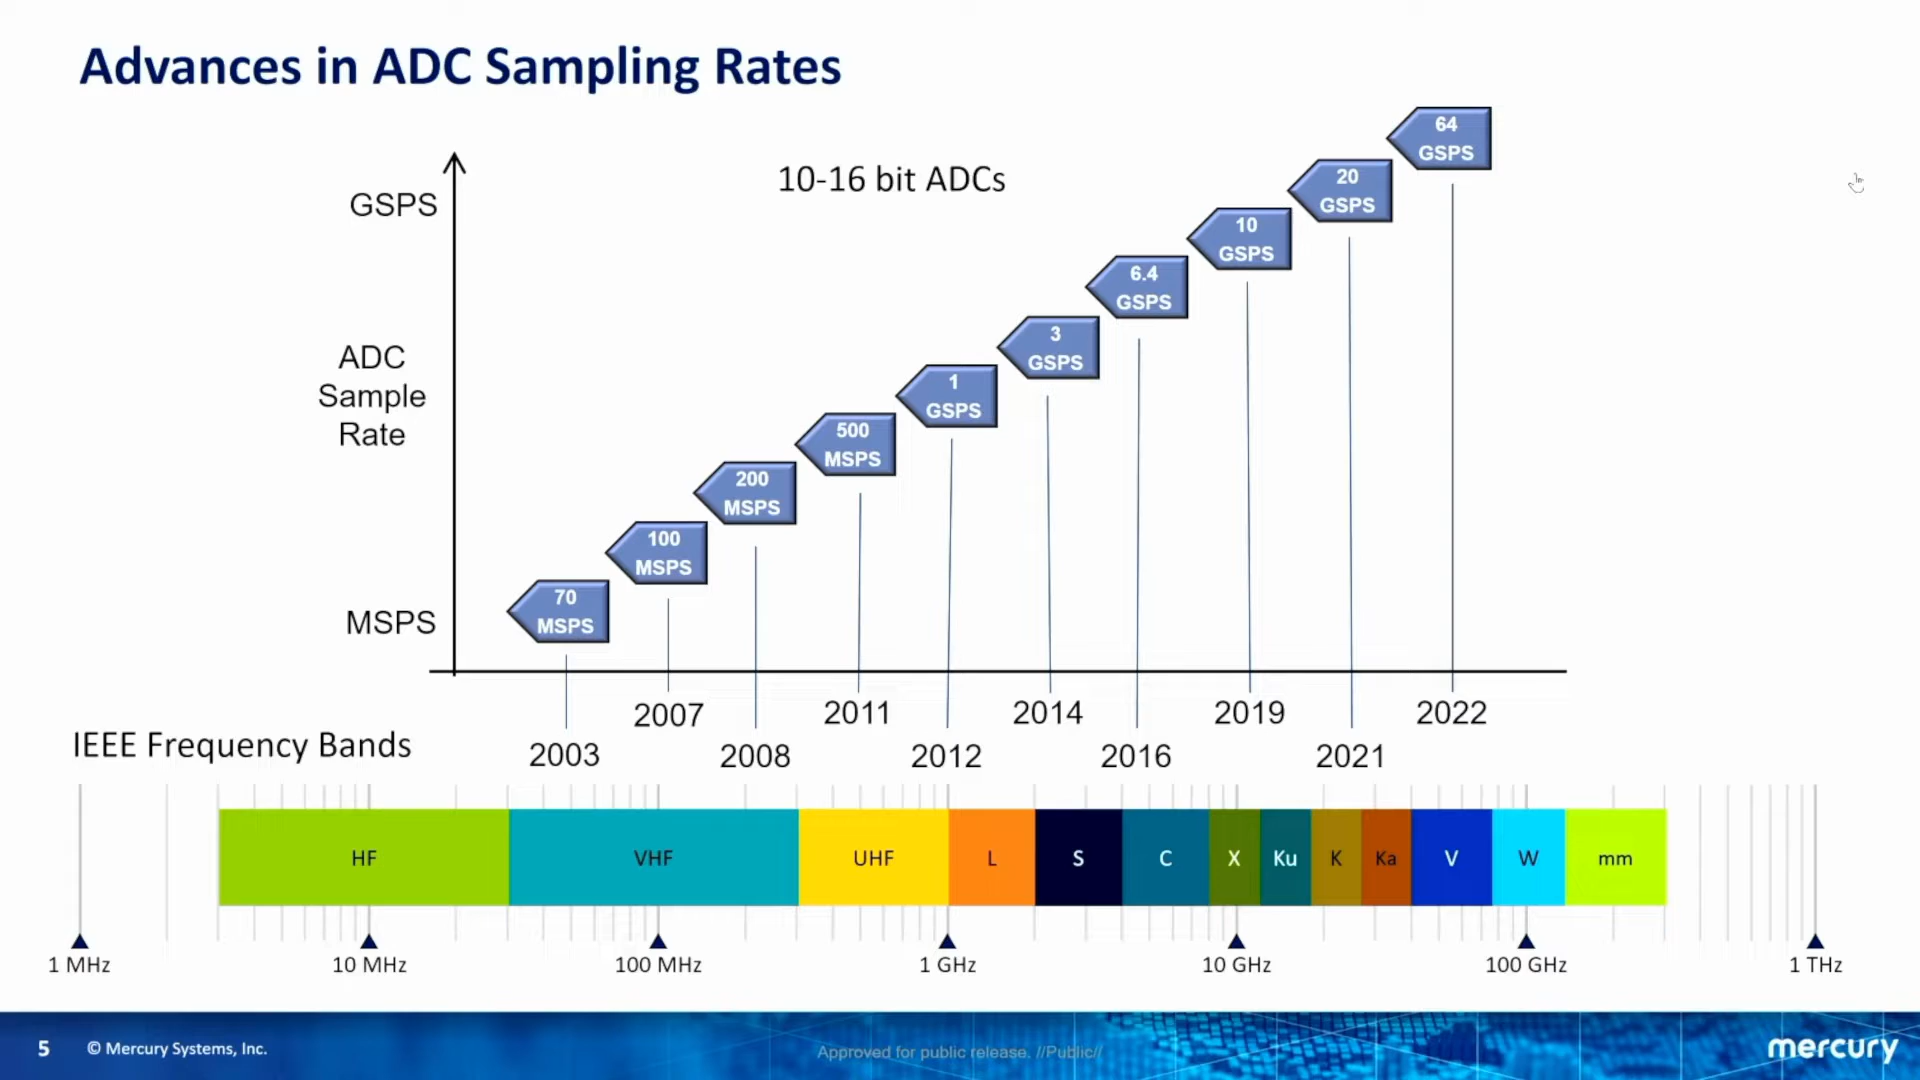 Advances in ADC Sampling Rates
10-16 bit ADCs
GSPS
ADC
Sample
Rate
MSPS
70
MSPS
100
MSPS
200
MSPS
500
MSPS
1
GSPS
3
GSPS
6.4
GSPS
10
GSPS
20
GSPS
64
GSPS
2003
2007
2008
2011
2012
2014
2016
2019
2021
2022
IEEE Frequency Bands
HF VHF UHF L S C X Ku K Ka V W mm
1 MHz 10 MHz 100 MHz 1 GHz 10 GHz 100 GHz 1 THz
5 © Mercury Systems, Inc.
Approved for public release. //Public//
mercury